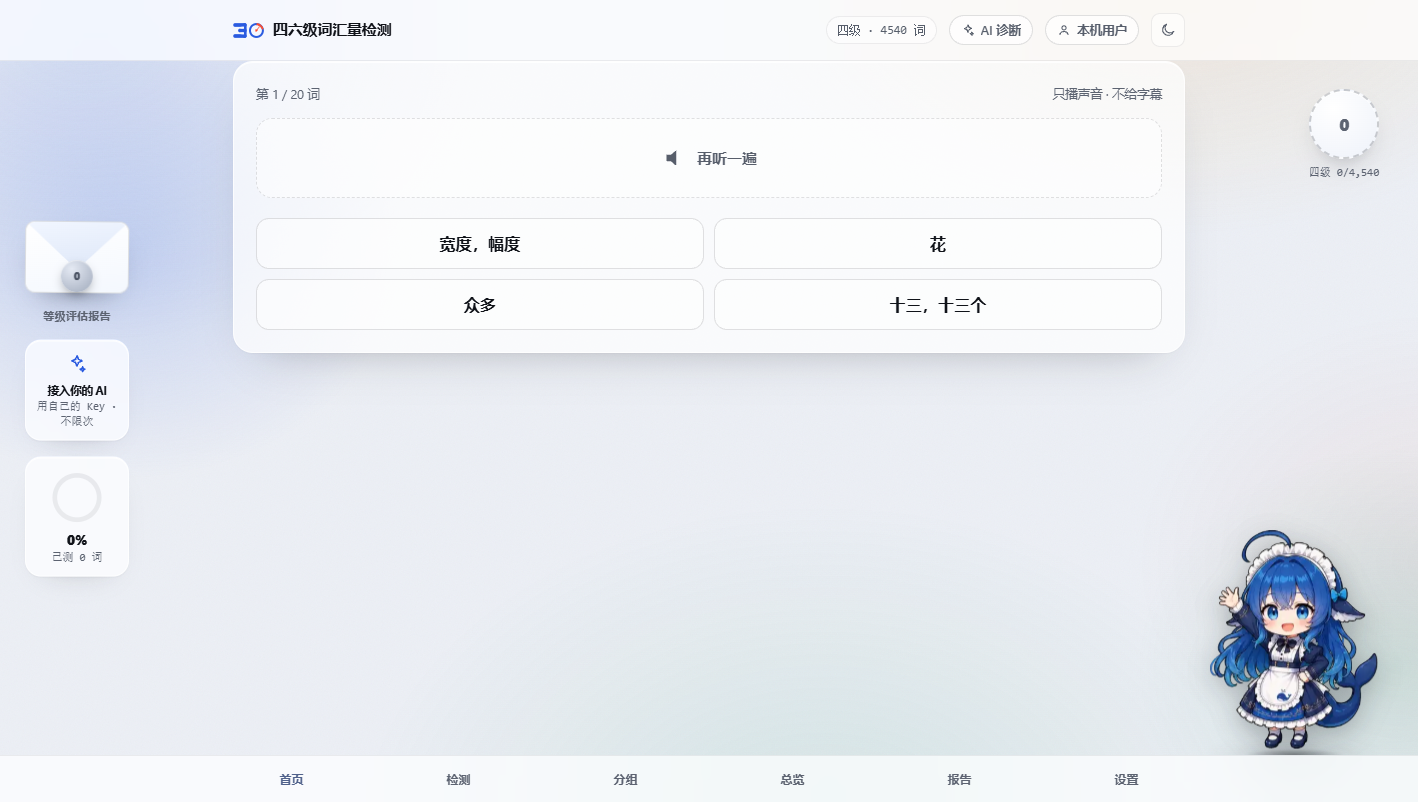 30 四六级词汇量检测
四级 · 4540 词
AI 诊断
本机用户
第 1 / 20 词
只播声音 · 不给字幕
再听一遍
宽度，幅度
花
众多
十三，十三个
0
四级 0/4,540
0
等级评估报告
接入你的 AI
用自己的 Key ·
不限次
0%
已测 0 词
首页
检测
分组
总览
报告
设置